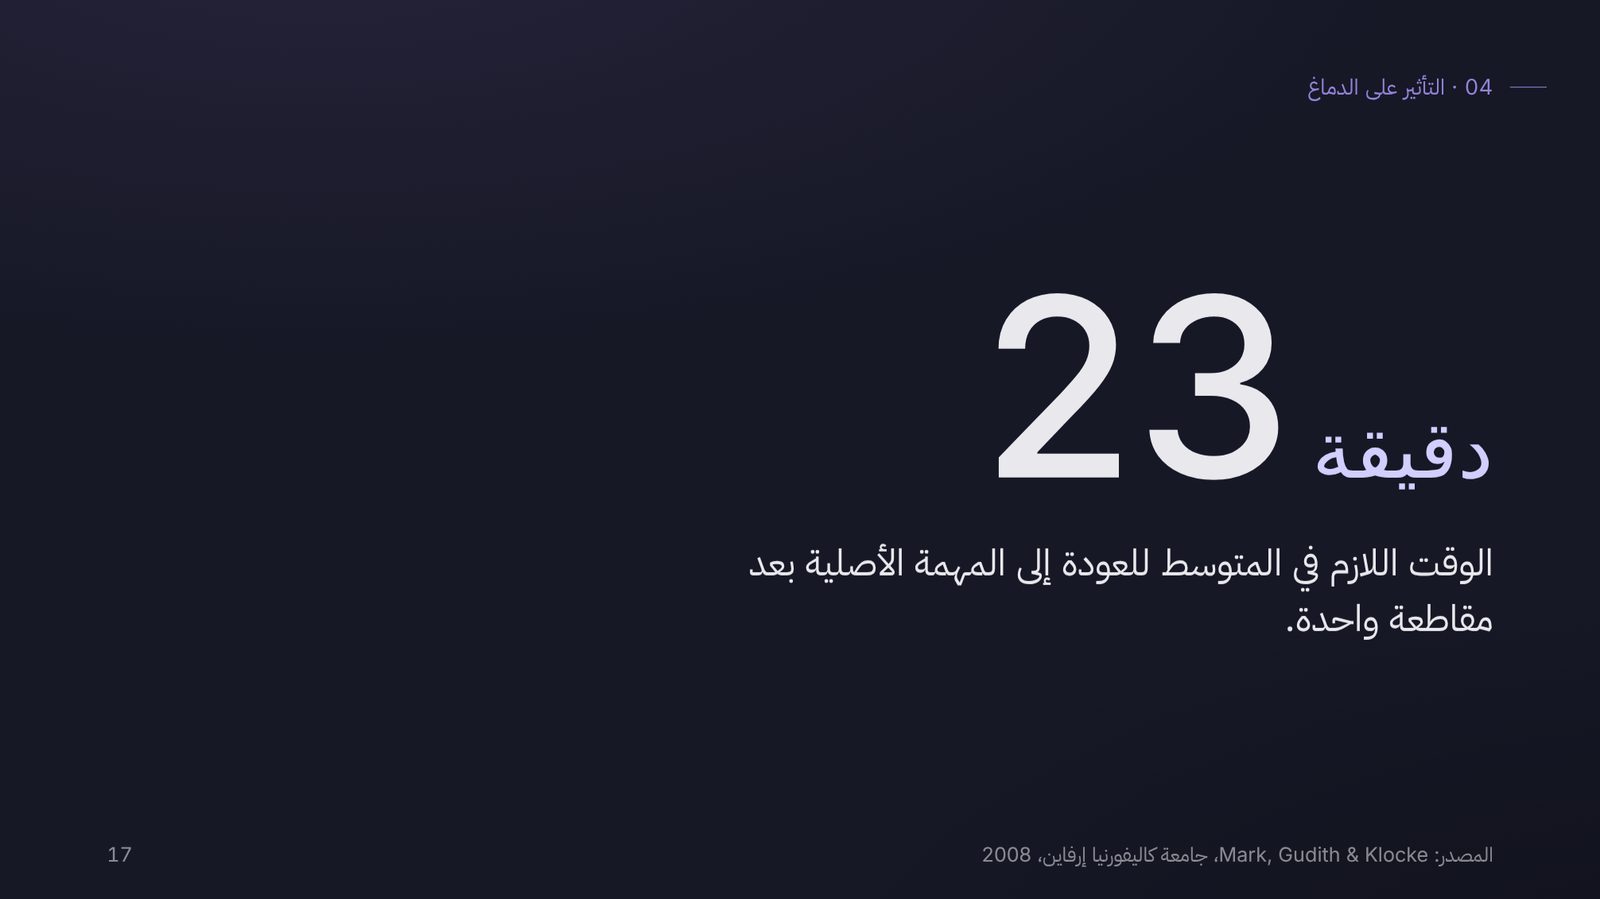 04 · التأثير على الدماغ
دقيقة 23
الوقت اللازم في المتوسط للعودة إلى المهمة الأصلية بعد
مقاطعة واحدة.
المصدر: Mark, Gudith & Klocke، جامعة كاليفورنيا إرفاين، 2008
17